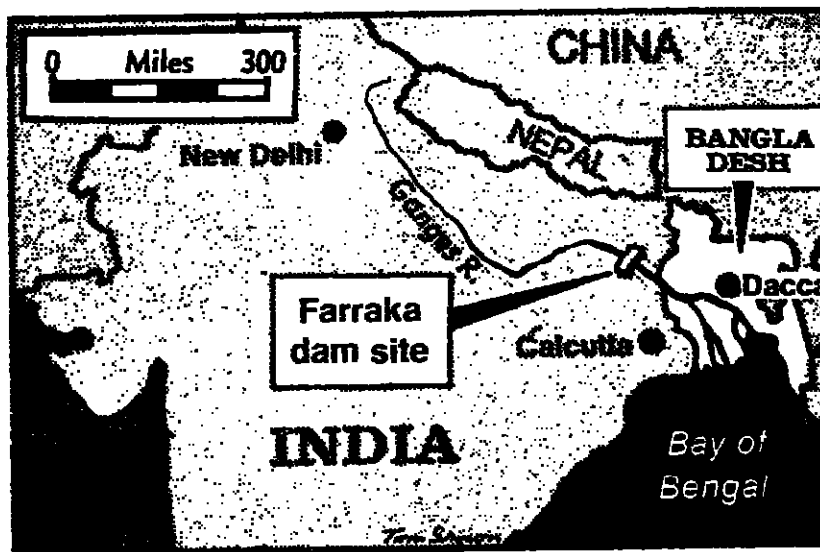 0 Miles 300
CHINA
New Delhi
NEPAL
BANGLA
DESH
Ganges R.
Dacca
Farraka
dam site
Calcutta
INDIA
Bay of
Bengal
Tom